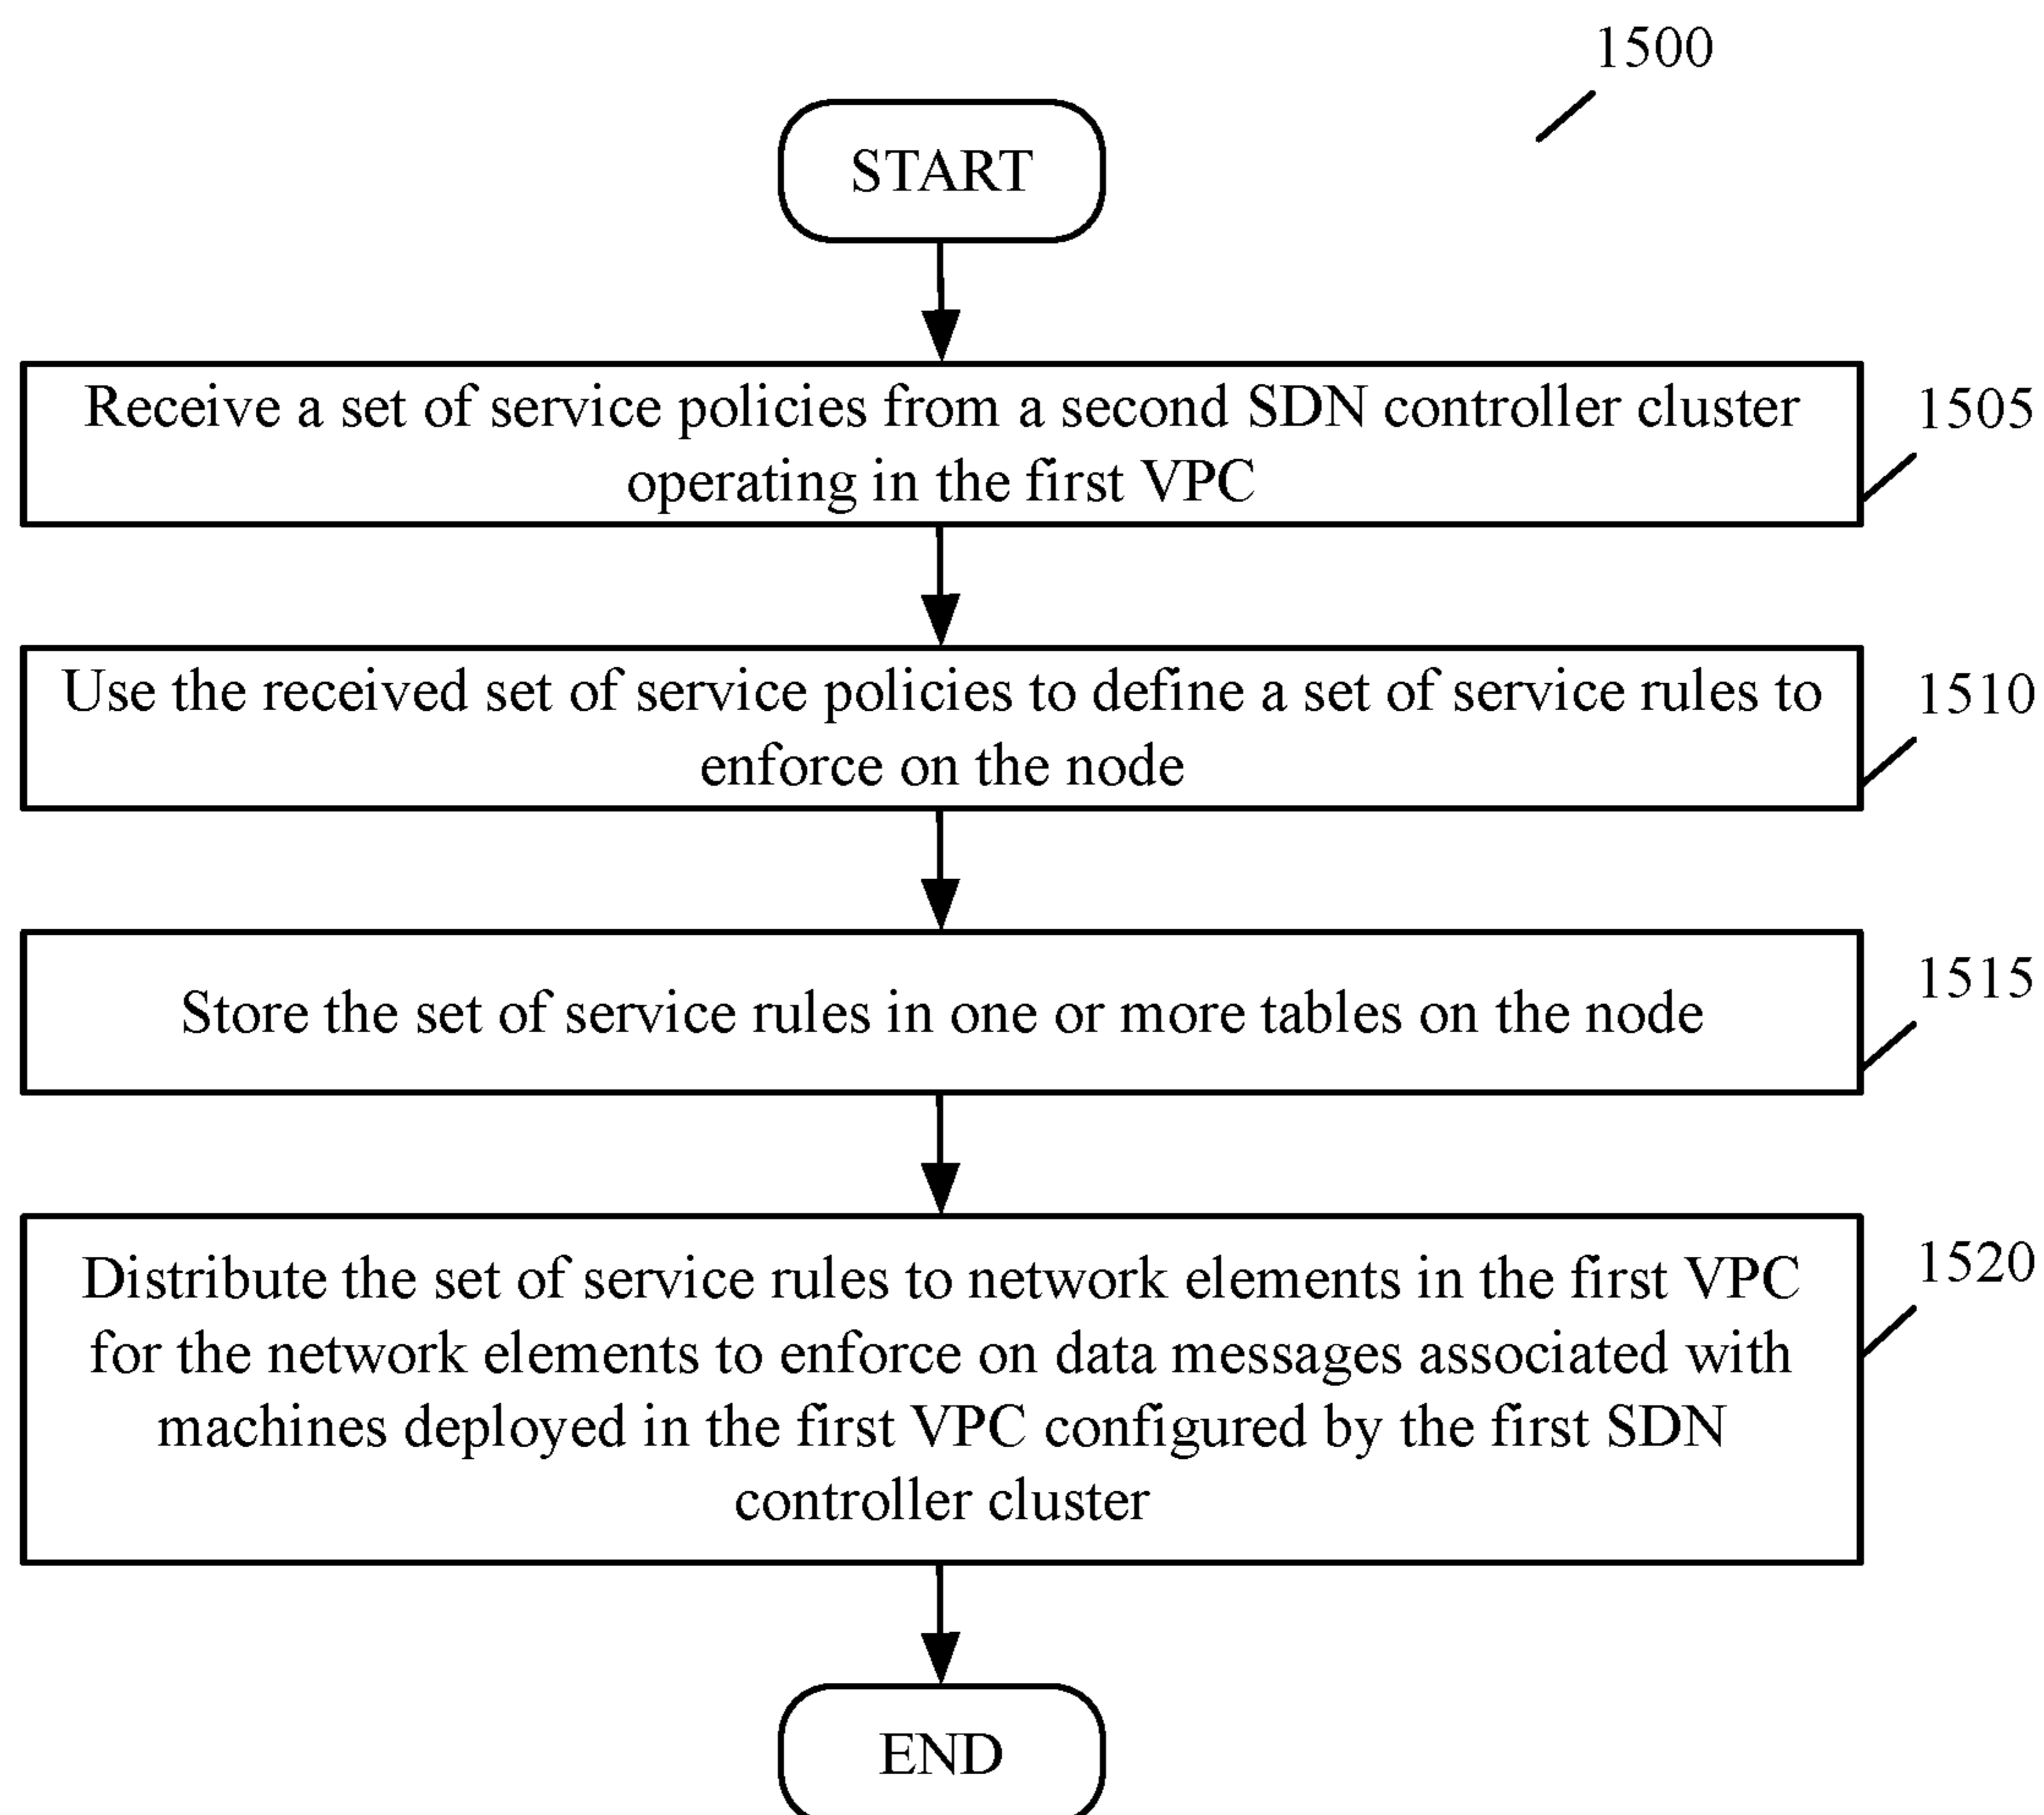 1500
START
Receive a set of service policies from a second SDN controller cluster
operating in the first VPC
1505
Use the received set of service policies to define a set of service rules to
enforce on the node
1510
Store the set of service rules in one or more tables on the node
1515
Distribute the set of service rules to network elements in the first VPC
for the network elements to enforce on data messages associated with
machines deployed in the first VPC configured by the first SDN
controller cluster
1520
END